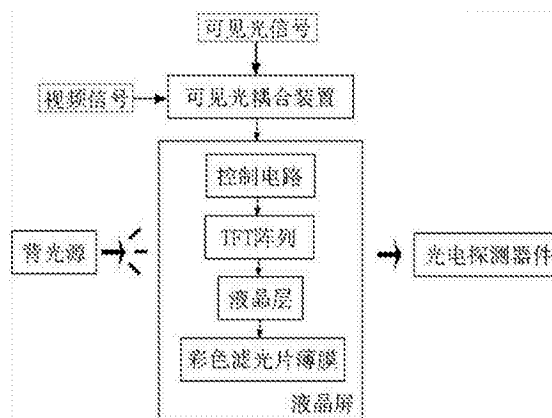 可见光信号
视频信号
可见光耦合装置
控制电路
TFT阵列
背光源
光电探测器件
液晶层
彩色滤光片薄膜
液晶屏